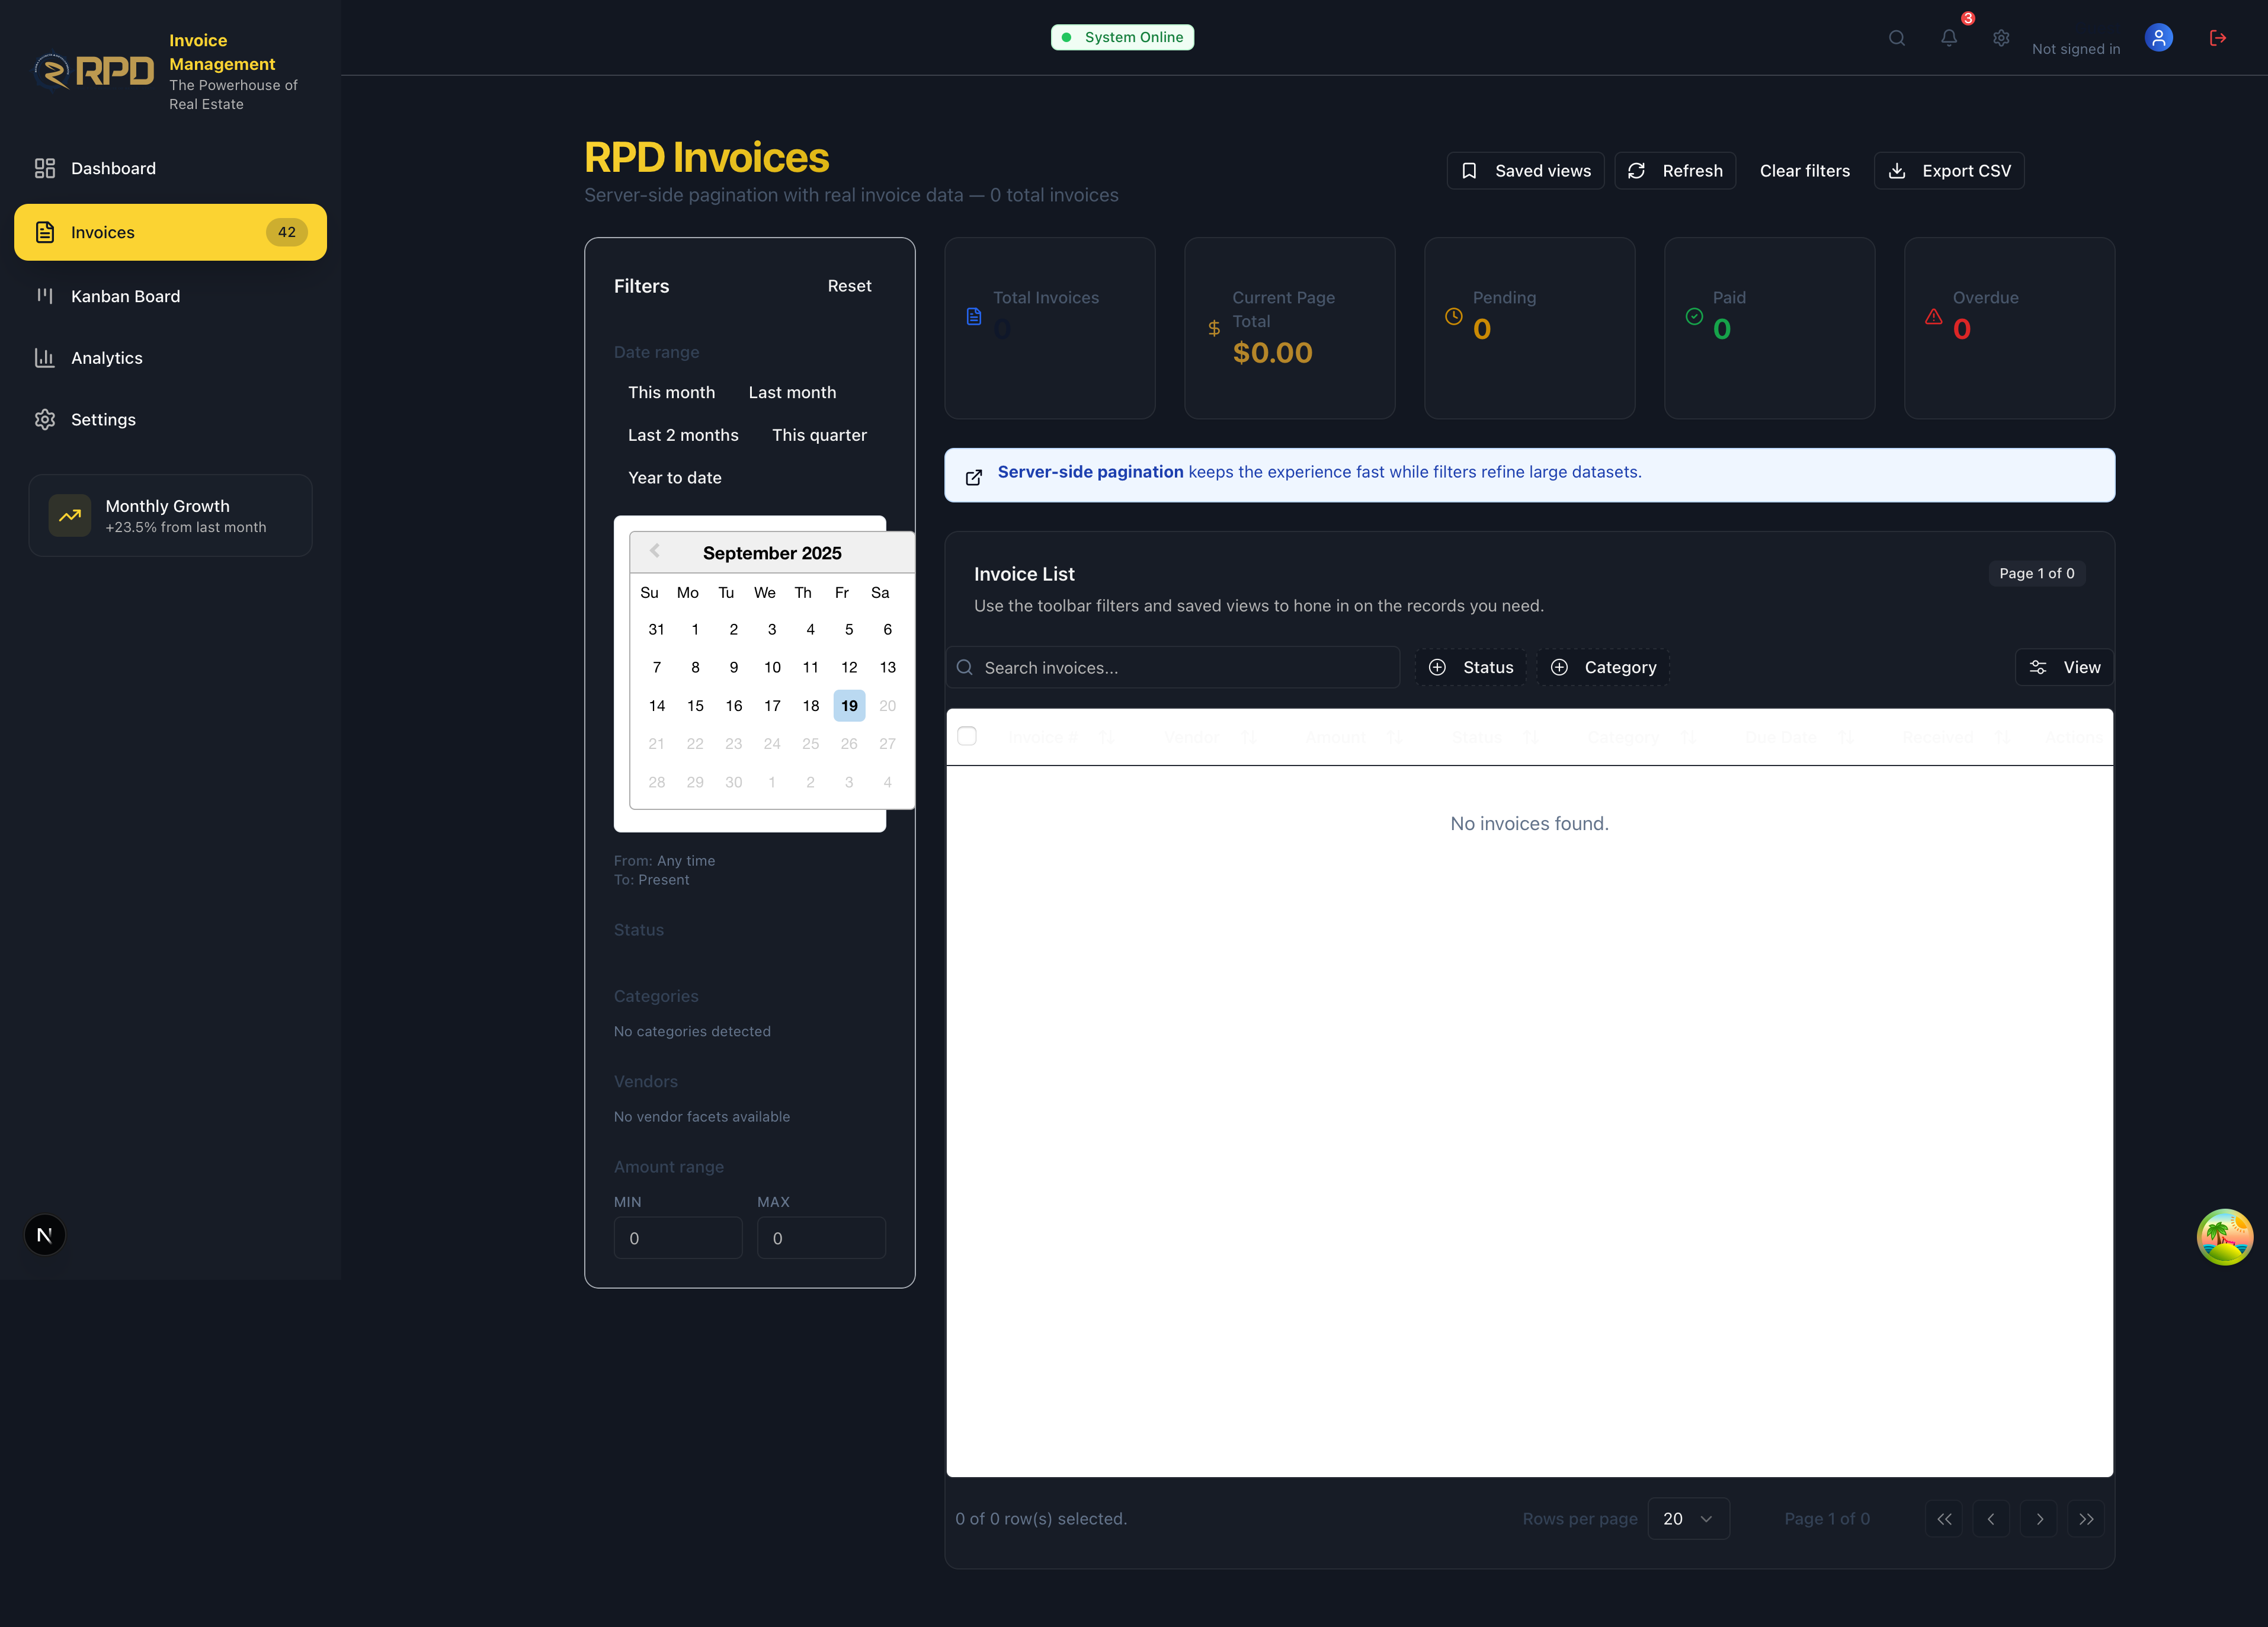 RPD
Invoice
Management
The Powerhouse of
Real Estate
Dashboard
Invoices 42
Kanban Board
Analytics
Settings
Monthly Growth
+23.5% from last month
N
System Online
3
Not signed in
RPD Invoices
Server-side pagination with real invoice data — 0 total invoices
Saved views
Refresh
Clear filters
Export CSV
Filters Reset
Date range
This month Last month
Last 2 months This quarter
Year to date
September 2025
Su Mo Tu We Th Fr Sa
31 1 2 3 4 5 6
7 8 9 10 11 12 13
14 15 16 17 18 19 20
21 22 23 24 25 26 27
28 29 30 1 2 3 4
From: Any time
To: Present
Status
Categories
No categories detected
Vendors
No vendor facets available
Amount range
MIN MAX
0 0
Total Invoices
0
Current Page
Total
$0.00
Pending
0
Paid
0
Overdue
0
Server-side pagination keeps the experience fast while filters refine large datasets.
Invoice List Page 1 of 0
Use the toolbar filters and saved views to hone in on the records you need.
Search invoices... Status Category View
Invoice # Vendor Amount Status Category Due Date Received Actions
No invoices found.
0 of 0 row(s) selected. Rows per page 20 Page 1 of 0